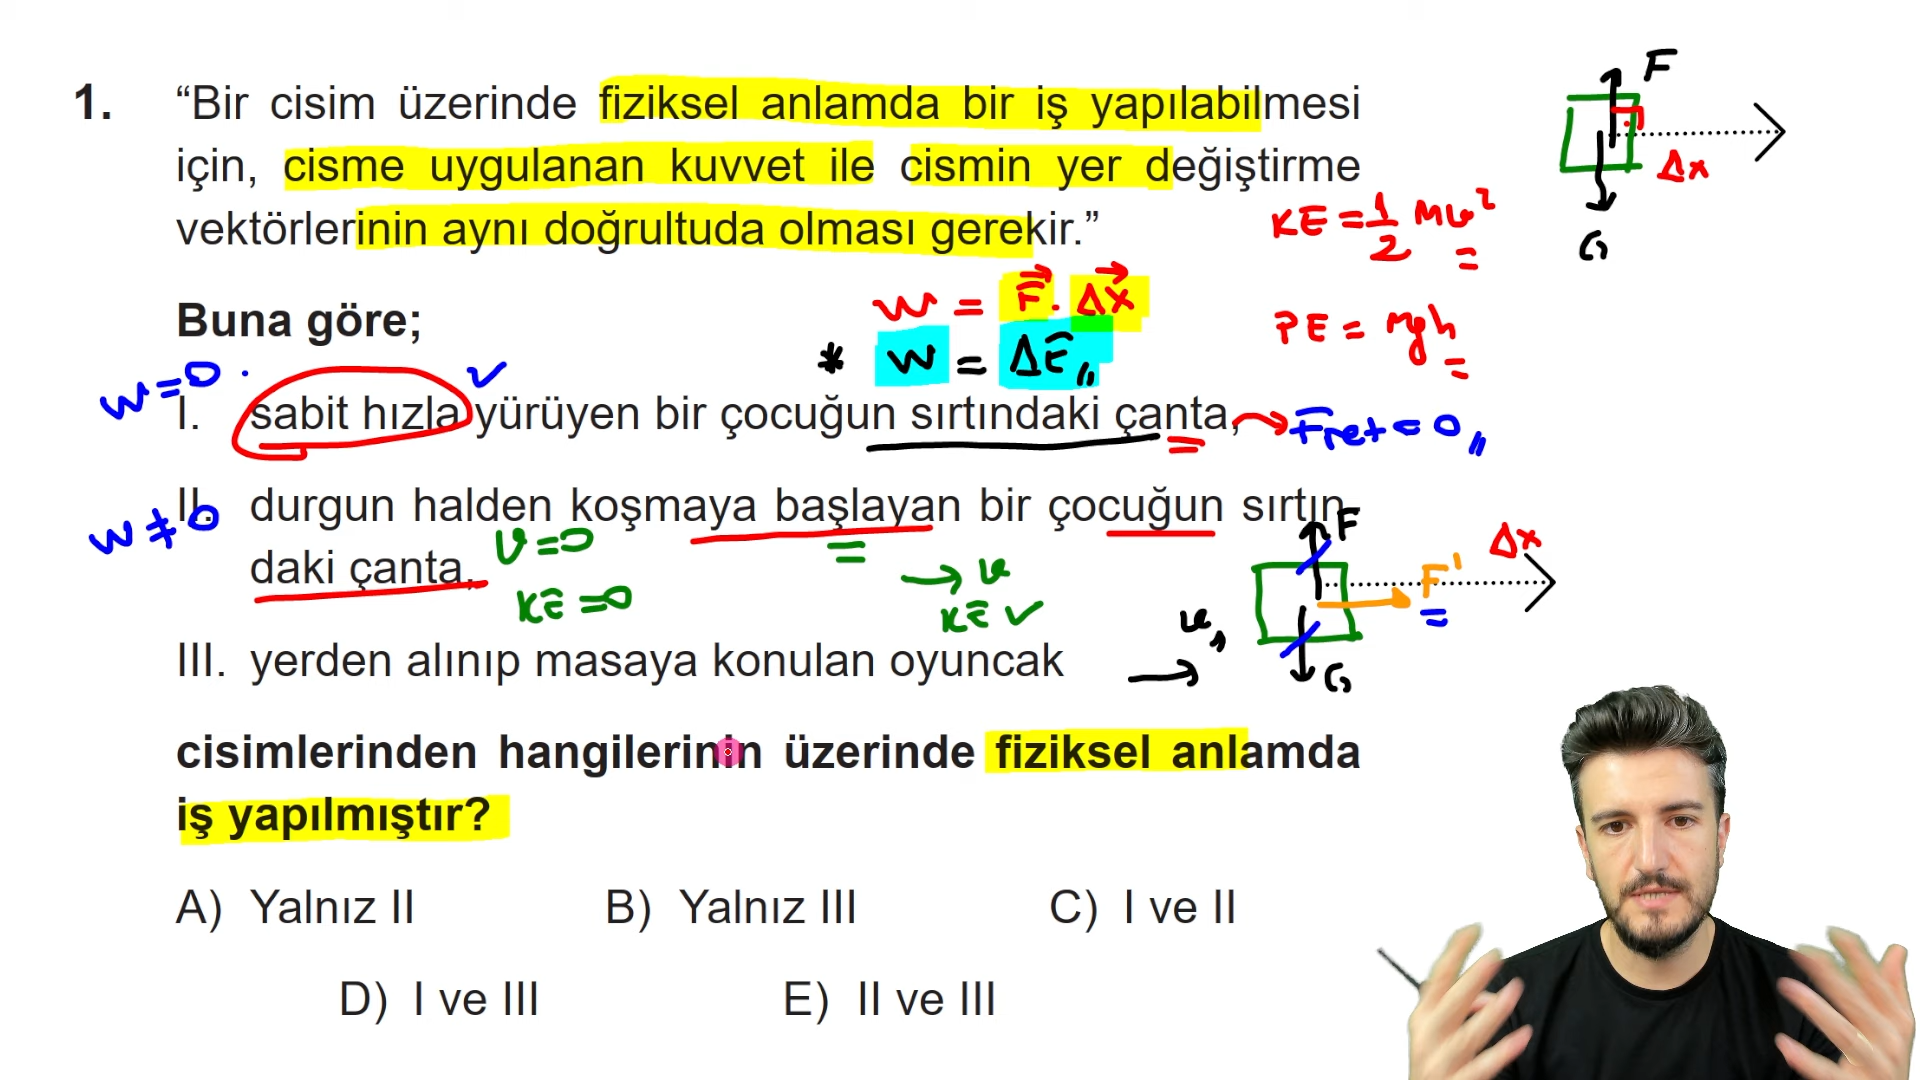 1. “Bir cisim üzerinde fiziksel anlamda bir iş yapılabilmesi
için, cisme uygulanan kuvvet ile cismin yer değiştirme
vektörlerinin aynı doğrultuda olması gerekir.”
F
Δx
G
KE = 1/2 mv²
PE = mgh
Buna göre;
W = F . Δx
* W = ΔE
W = 0
I. sabit hızla yürüyen bir çocuğun sırtındaki çanta,
Fnet = 0
W ≠ 0
II. durgun halden koşmaya başlayan bir çocuğun sırtın-
daki çanta,
V = 0
KE = 0
v
KE ✓
F
Δx
F'
v
G
III. yerden alınıp masaya konulan oyuncak
cisimlerinden hangilerinin üzerinde fiziksel anlamda
iş yapılmıştır?
A) Yalnız II B) Yalnız III C) I ve II
D) I ve III E) II ve III